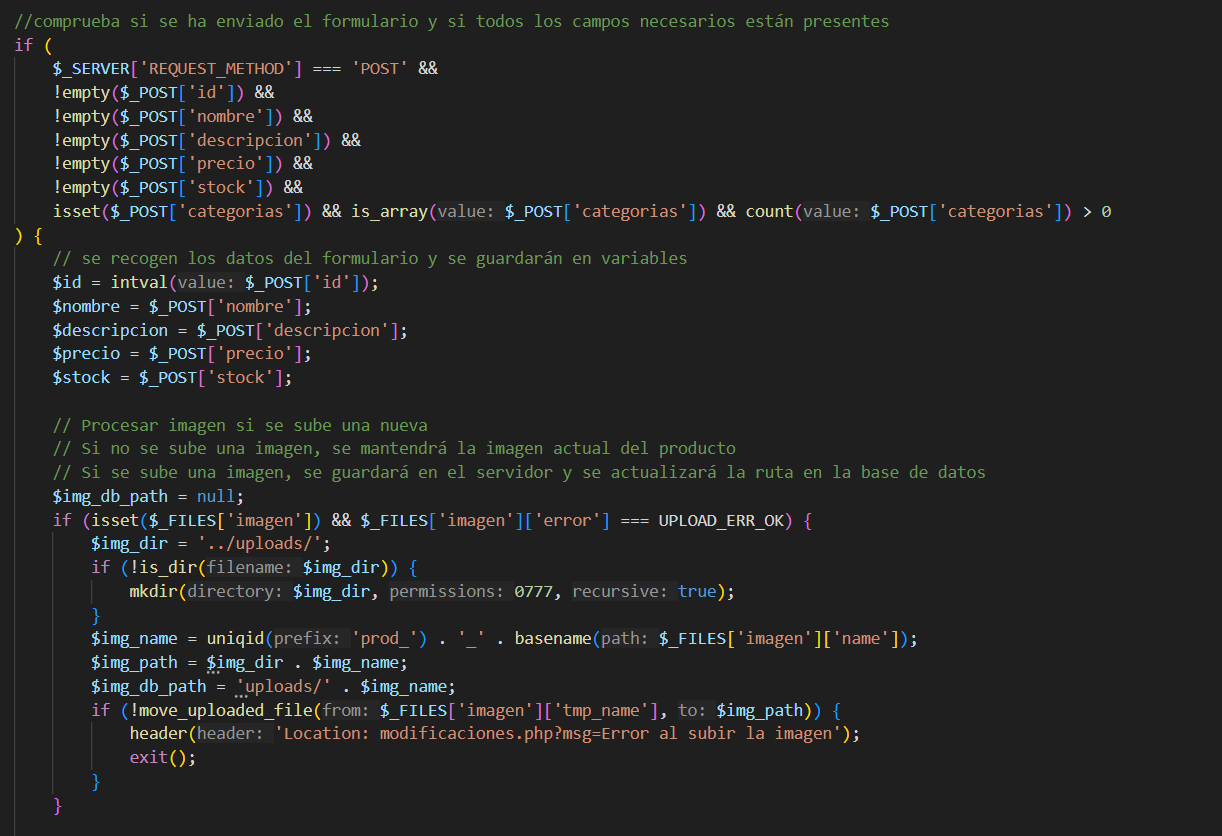 //comprueba si se ha enviado el formulario y si todos los campos necesarios están presentes
if (
    $_SERVER['REQUEST_METHOD'] === 'POST' &&
    !empty($_POST['id']) &&
    !empty($_POST['nombre']) &&
    !empty($_POST['descripcion']) &&
    !empty($_POST['precio']) &&
    !empty($_POST['stock']) &&
    isset($_POST['categorias']) && is_array(value: $_POST['categorias']) && count(value: $_POST['categorias']) > 0
) {
    // se recogen los datos del formulario y se guardarán en variables
    $id = intval(value: $_POST['id']);
    $nombre = $_POST['nombre'];
    $descripcion = $_POST['descripcion'];
    $precio = $_POST['precio'];
    $stock = $_POST['stock'];

    // Procesar imagen si se sube una nueva
    // Si no se sube una imagen, se mantendrá la imagen actual del producto
    // Si se sube una imagen, se guardará en el servidor y se actualizará la ruta en la base de datos
    $img_db_path = null;
    if (isset($_FILES['imagen']) && $_FILES['imagen']['error'] === UPLOAD_ERR_OK) {
        $img_dir = '../uploads/';
        if (!is_dir(filename: $img_dir)) {
            mkdir(directory: $img_dir, permissions: 0777, recursive: true);
        }
        $img_name = uniqid(prefix: 'prod_') . '_' . basename(path: $_FILES['imagen']['name']);
        $img_path = $img_dir . $img_name;
        $img_db_path = 'uploads/' . $img_name;
        if (!move_uploaded_file(from: $_FILES['imagen']['tmp_name'], to: $img_path)) {
            header(header: 'Location: modificaciones.php?msg=Error al subir la imagen');
            exit();
        }
    }